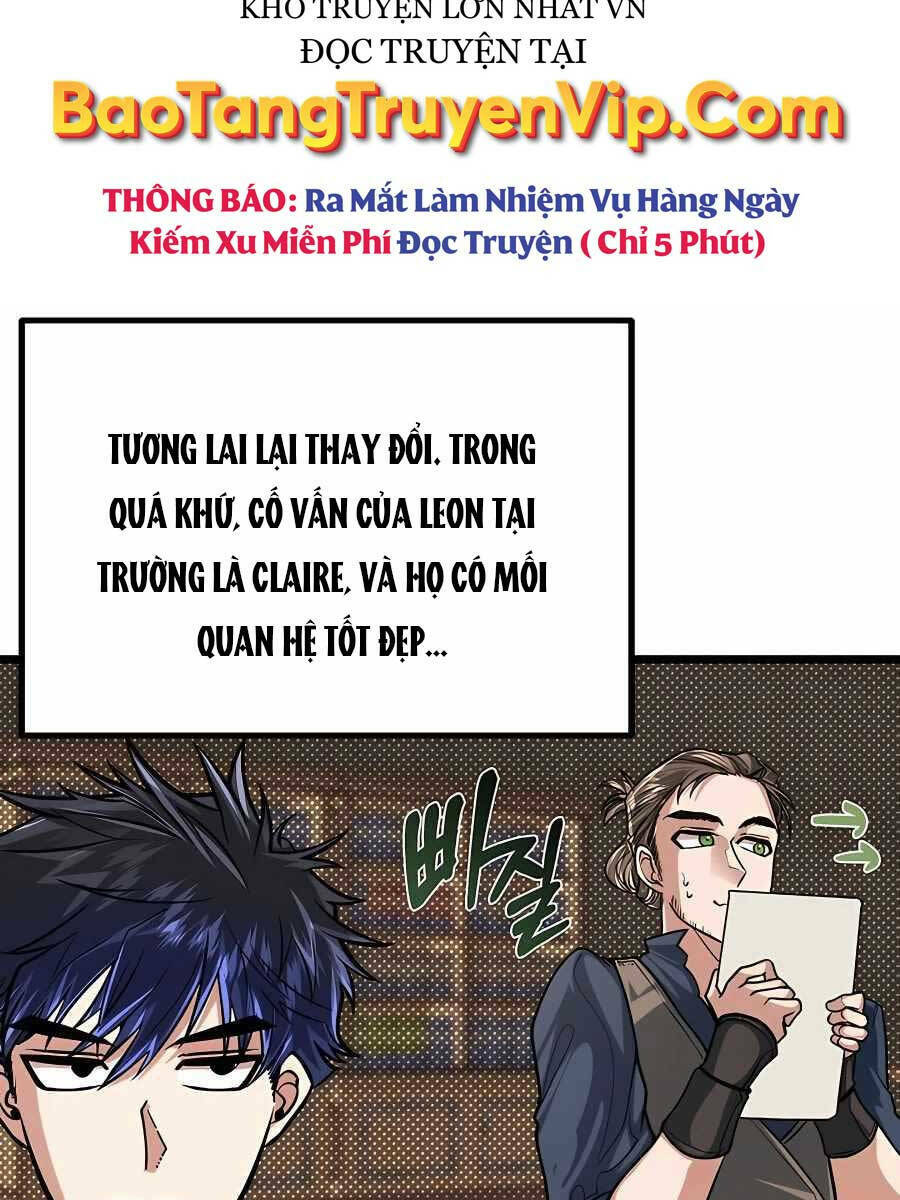 KHO TRUYỆN LỚN NHẤT VN
ĐỌC TRUYỆN TẠI
BaoTangTruyenVip.Com
THÔNG BÁO: Ra Mắt Làm Nhiệm Vụ Hàng Ngày
Kiếm Xu Miễn Phí Đọc Truyện ( Chỉ 5 Phút)
TƯƠNG LAI LẠI THAY ĐỔI. TRONG
QUÁ KHỨ, CỐ VẤN CỦA LEON TẠI
TRƯỜNG LÀ CLAIRE, VÀ HỌ CÓ MỐI
QUAN HỆ TỐT ĐẸP...
삐질